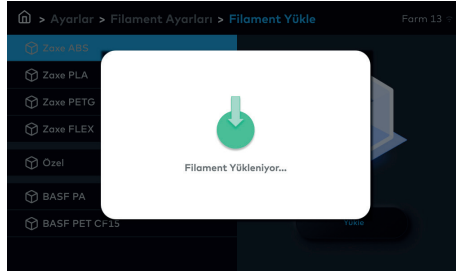 > Ayarlar > Filament Ayarları > Filament Yükle
Farm 13
Zaxe ABS
Zaxe PLA
Zaxe PETG
Zaxe FLEX
Özel
BASF PA
BASF PET CF15
Filament Yükleniyor...
Yükle